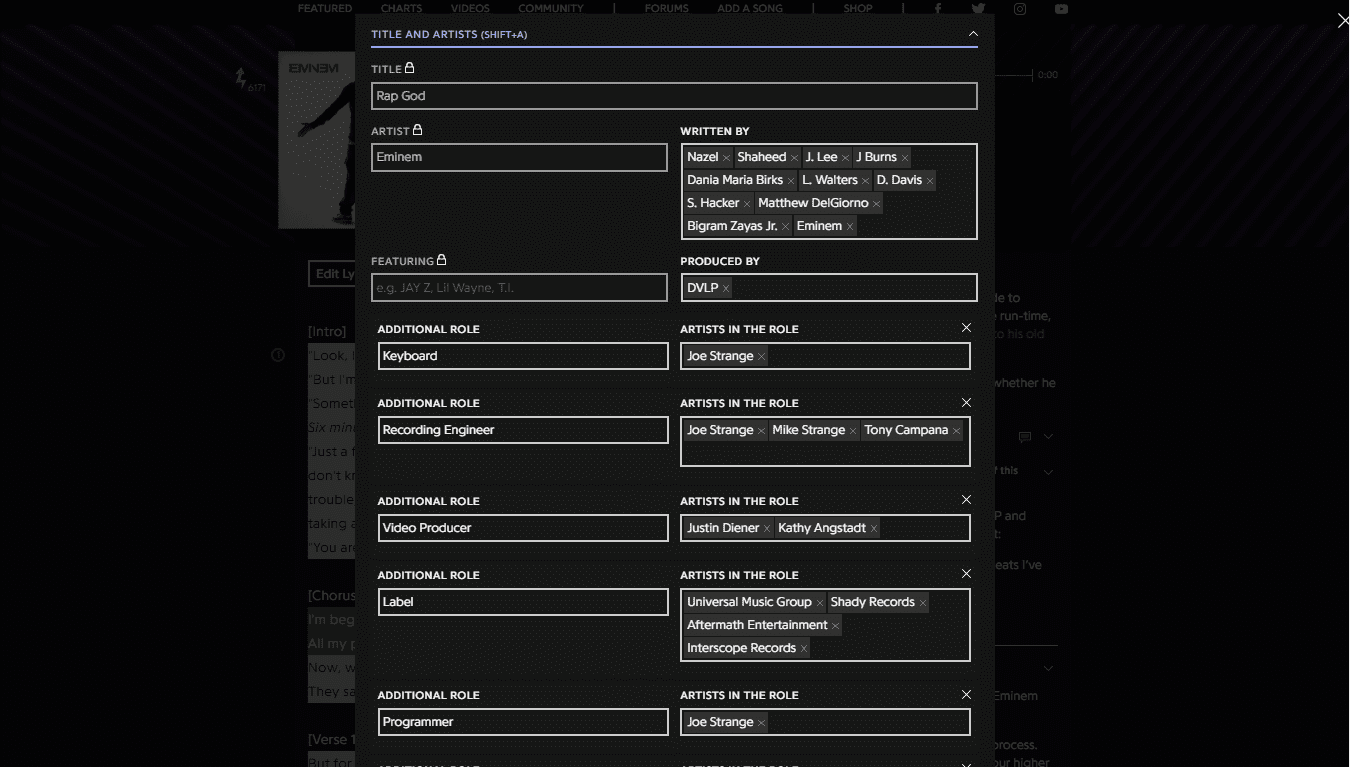 FEATURED CHARTS VIDEOS COMMUNITY | FORUMS ADD A SONG | SHOP |
TITLE AND ARTISTS (SHIFT+A)
EMINEM
6171
0:00
TITLE
Rap God
ARTIST
Eminem
WRITTEN BY
Nazel × Shaheed × J. Lee × J Burns ×
Dania Maria Birks × L. Walters × D. Davis ×
S. Hacker × Matthew DelGiorno ×
Bigram Zayas Jr. × Eminem ×
FEATURING
e.g. JAY Z, Lil Wayne, T.I.
PRODUCED BY
DVLP ×
ADDITIONAL ROLE
Keyboard
ARTISTS IN THE ROLE
Joe Strange ×
ADDITIONAL ROLE
Recording Engineer
ARTISTS IN THE ROLE
Joe Strange × Mike Strange × Tony Campana ×
ADDITIONAL ROLE
Video Producer
ARTISTS IN THE ROLE
Justin Diener × Kathy Angstadt ×
ADDITIONAL ROLE
Label
ARTISTS IN THE ROLE
Universal Music Group × Shady Records ×
Aftermath Entertainment ×
Interscope Records ×
ADDITIONAL ROLE
Programmer
ARTISTS IN THE ROLE
Joe Strange ×
Edit Ly
[Intro]
"Look, I
"But I'm
"Someth
Six minu
"Just a f
don't kn
trouble
taking a
"You are
[Chorus
I'm beg
All my p
Now, w
They sa
[Verse 1
But for
le to
run-time,
to his old
whether he
f this
P and
t:
eats I've
Eminem
process.
our higher